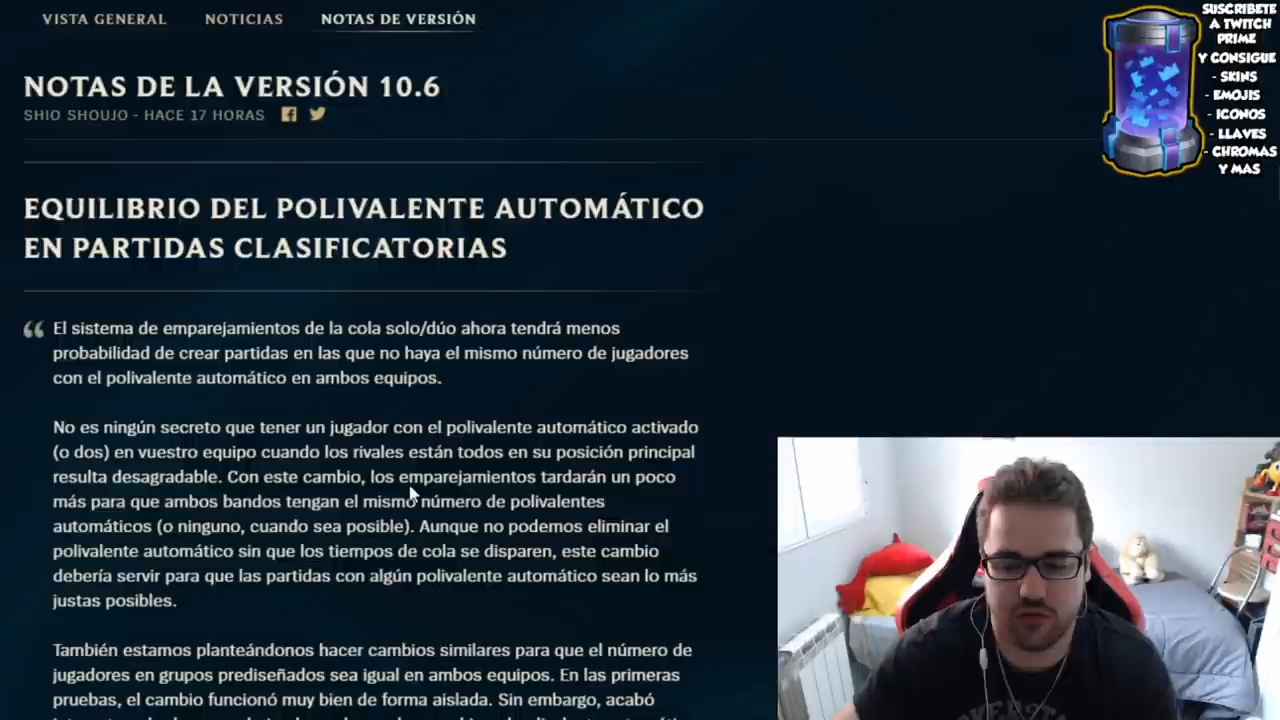 VISTA GENERAL NOTICIAS NOTAS DE VERSIÓN
SUSCRIBETE
A TWITCH
PRIME
Y CONSIGUE
- SKINS
- EMOJIS
- ICONOS
- LLAVES
- CHROMAS
Y MAS
NOTAS DE LA VERSIÓN 10.6
SHIO SHOUJO - HACE 17 HORAS
EQUILIBRIO DEL POLIVALENTE AUTOMÁTICO
EN PARTIDAS CLASIFICATORIAS
“ El sistema de emparejamientos de la cola solo/dúo ahora tendrá menos
probabilidad de crear partidas en las que no haya el mismo número de jugadores
con el polivalente automático en ambos equipos.
No es ningún secreto que tener un jugador con el polivalente automático activado
(o dos) en vuestro equipo cuando los rivales están todos en su posición principal
resulta desagradable. Con este cambio, los emparejamientos tardarán un poco
más para que ambos bandos tengan el mismo número de polivalentes
automáticos (o ninguno, cuando sea posible). Aunque no podemos eliminar el
polivalente automático sin que los tiempos de cola se disparen, este cambio
debería servir para que las partidas con algún polivalente automático sean lo más
justas posibles.
También estamos planteándonos hacer cambios similares para que el número de
jugadores en grupos prediseñados sea igual en ambos equipos. En las primeras
pruebas, el cambio funcionó muy bien de forma aislada. Sin embargo, acabó